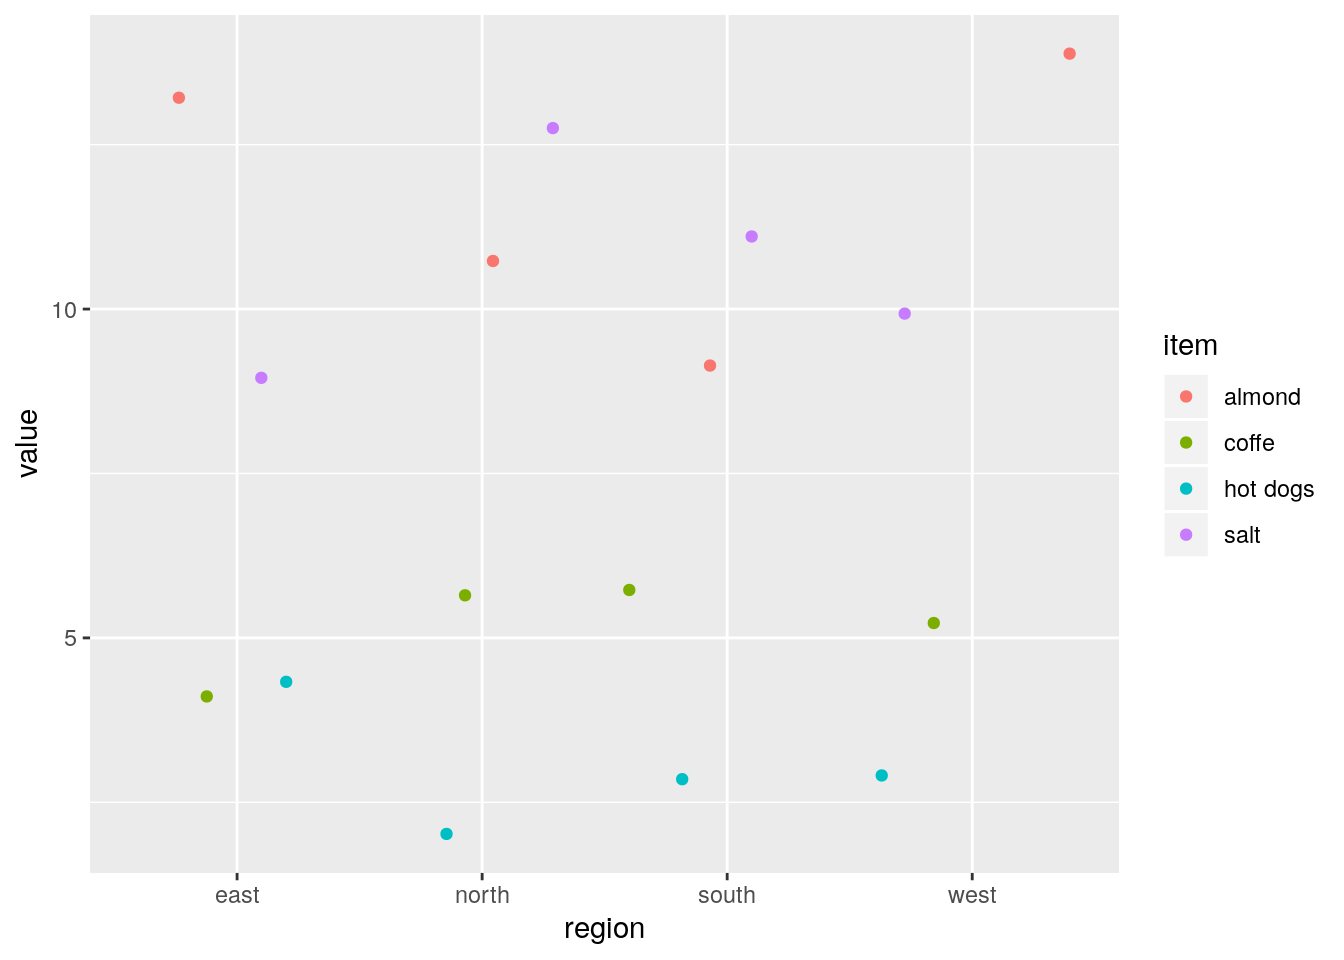 value
10
5
east
north
south
west
region
item
almond
coffe
hot dogs
salt